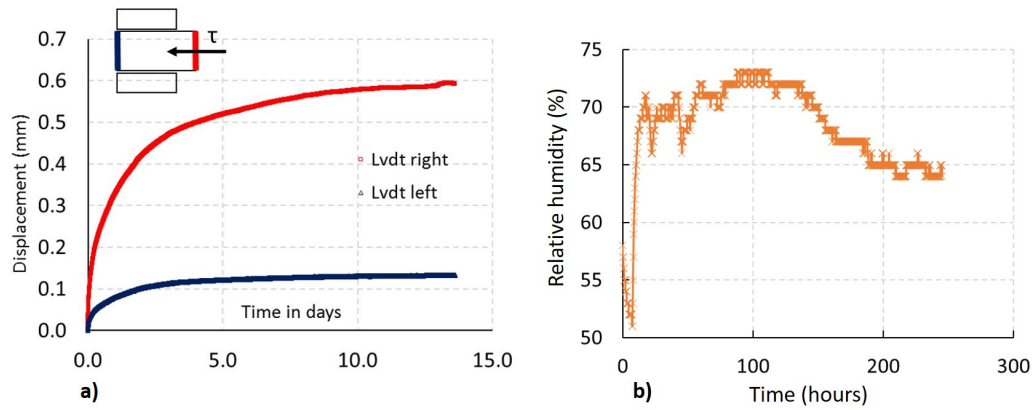 0.7
0.6
0.5
0.4
0.3
0.2
0.1
0.0
Displacement (mm)
τ
Lvdt right
Lvdt left
Time in days
0.0
5.0
10.0
15.0
a)
75
70
65
60
55
50
Relative humidity (%)
0
100
200
300
Time (hours)
b)